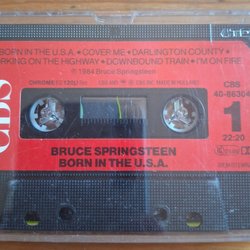 BORN IN THE U.S.A. • COVER ME • DARLINGTON COUNTY •
WORKING ON THE HIGHWAY • DOWNBOUND TRAIN • I'M ON FIRE
℗ 1984 Bruce Springsteen
CBS
40-86304
1
22:20
CBS
BRUCE SPRINGSTEEN
BORN IN THE U.S.A.